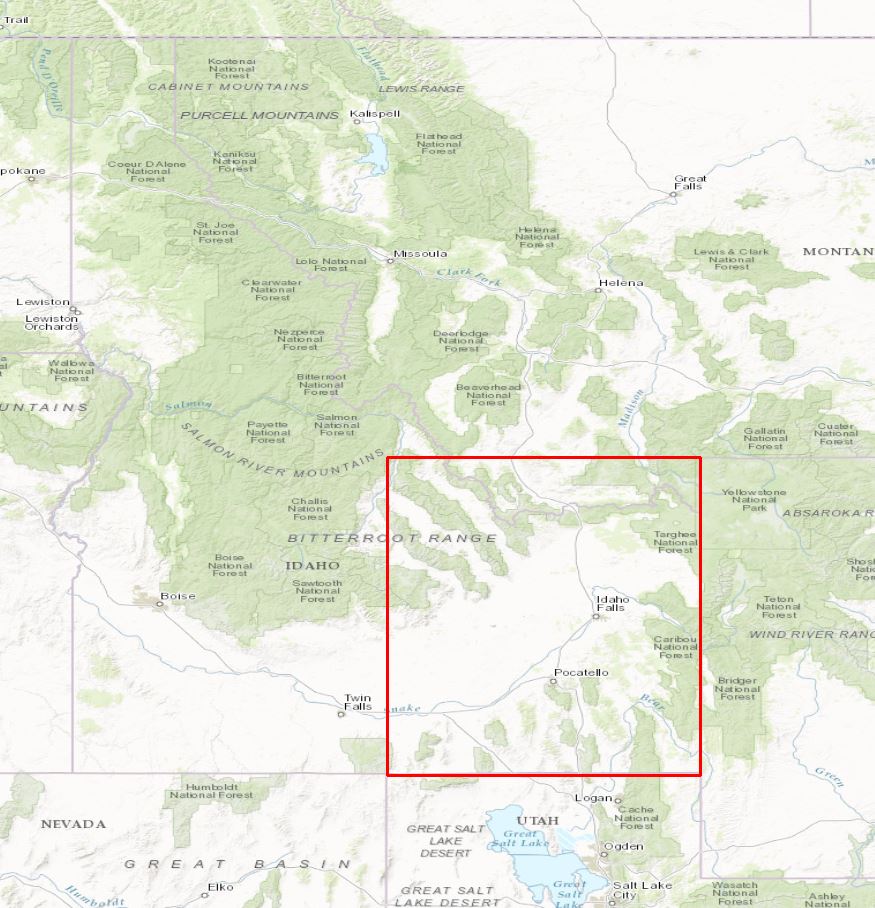 Trail
Pend D'Oreille
Kootenai
National
Forest
Flathead
CABINET MOUNTAINS
LEWIS RANGE
PURCELL MOUNTAINS
Kalispell
Flathead
National
Forest
Kaniksu
National
Forest
Coeur D'Alene
National
Forest
pokane
Great
Falls
M
St. Joe
National
Forest
Helena
National
Forest
Lolo National
Forest
Missoula
Clark Fork
Lewis & Clark
National
Forest
MONTAN
Clearwater
National
Forest
Helena
Lewiston
Lewiston
Orchards
Nezperce
National
Forest
Deerlodge
National
Forest
a
al
t
Wallowa
National
Forest
Bitterroot
National
Forest
Beaverhead
National
Forest
Madison
UNTAINS
Salmon
Payette
National
Forest
Salmon
National
Forest
SALMON RIVER MOUNTAINS
Gallatin
National
Forest
Custer
National
Forest
Challis
National
Forest
Yellowstone
National
Park
ABSAROKA R
BITTERROOT RANGE
Targhee
National
Forest
Boise
National
Forest
IDAHO
Sawtooth
National
Forest
Shos
Natic
Fore
Boise
Idaho
Falls
Teton
National
Forest
WIND RIVER RANG
Caribou
National
Forest
Pocatello
Bridger
National
Forest
Twin
Falls
Snake
Bear
Green
Humboldt
National Forest
Logan
Cache
National
Forest
NEVADA
GREAT SALT
LAKE
DESERT
UTAH
Great
Salt Lake
Ogden
GREAT BASIN
Elko
Humboldt
GREAT SALT
LAKE DESERT
Great
Salt
Lake
Salt Lake
City
Wasatch
National
Forest
Ashley
National